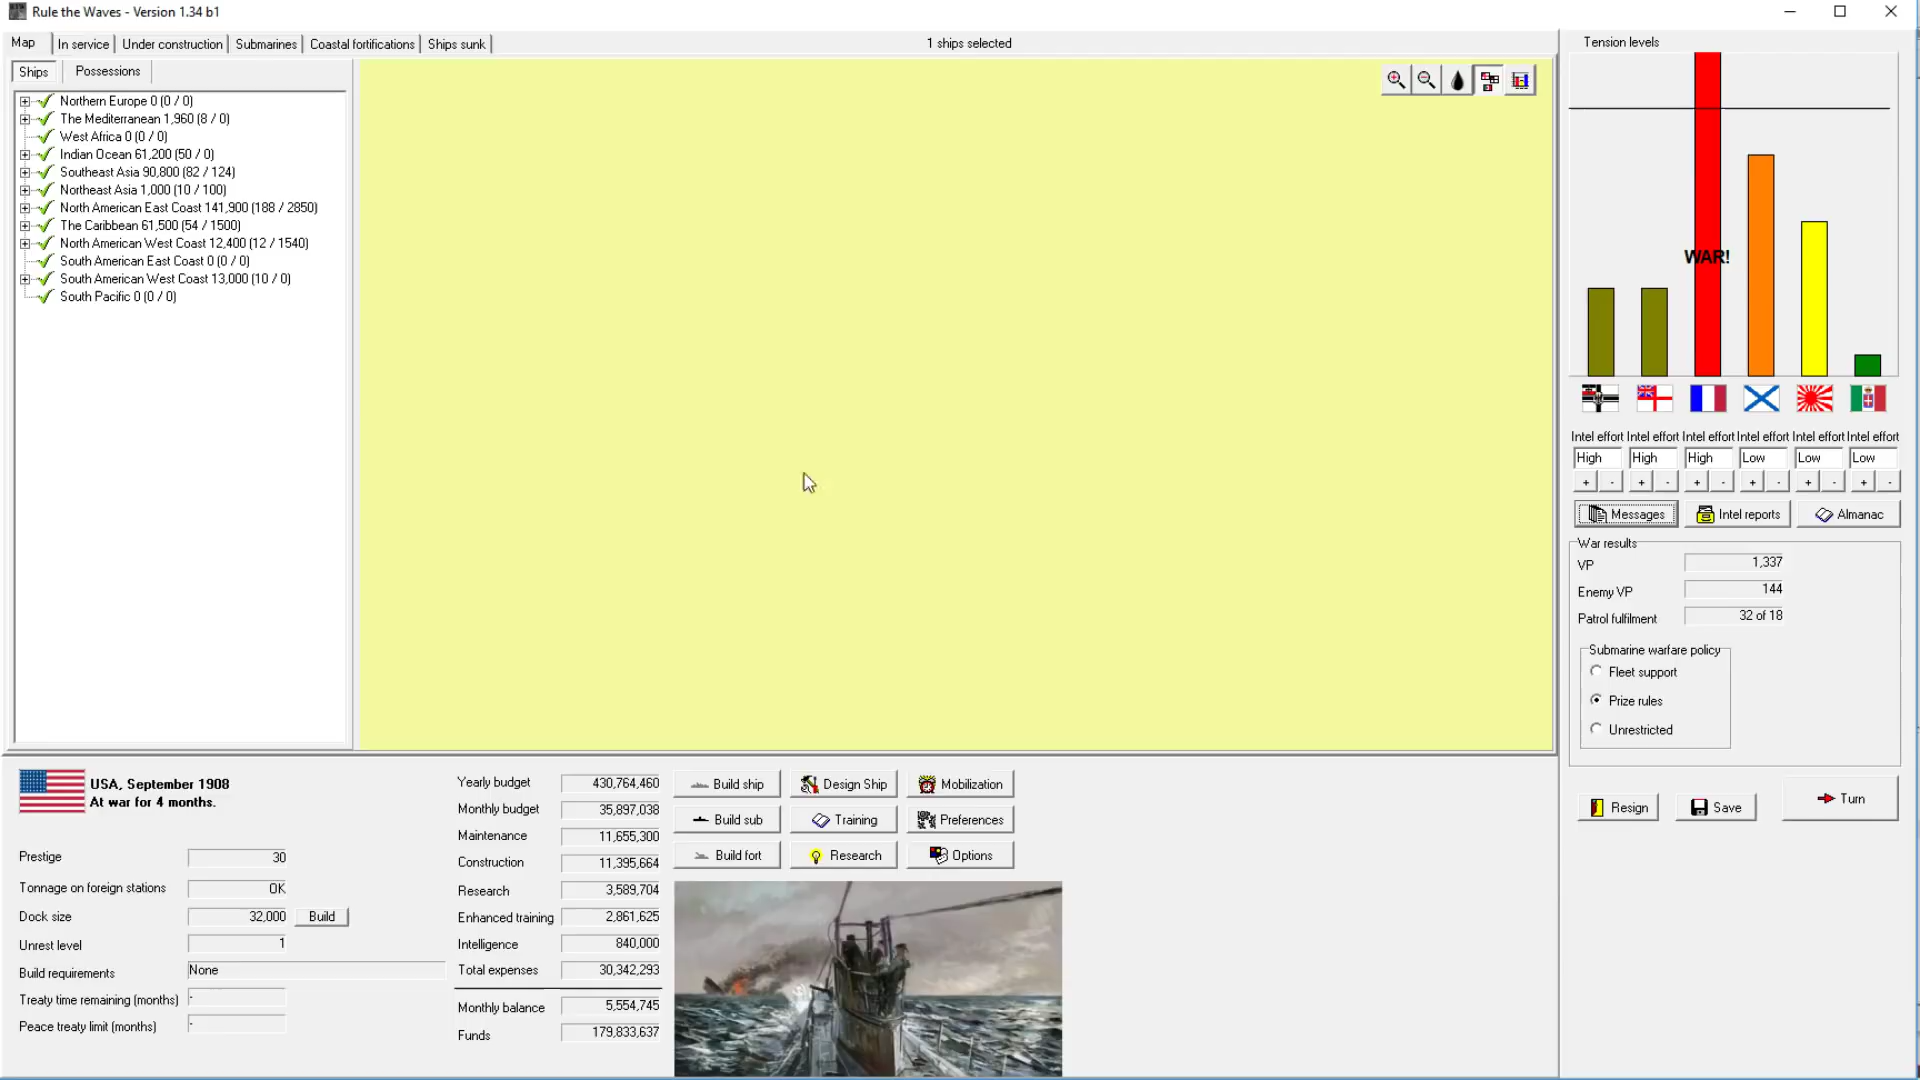 Rule the Waves - Version 1.34 b1
Map In service Under construction Submarines Coastal fortifications Ships sunk
1 ships selected
Ships Possessions
Northern Europe 0 (0 / 0)
The Mediterranean 1,960 (8 / 0)
West Africa 0 (0 / 0)
Indian Ocean 61,200 (50 / 0)
Southeast Asia 90,800 (82 / 124)
Northeast Asia 1,000 (10 / 100)
North American East Coast 141,900 (188 / 2850)
The Caribbean 61,500 (54 / 1500)
North American West Coast 12,400 (12 / 1540)
South American East Coast 0 (0 / 0)
South American West Coast 13,000 (10 / 0)
South Pacific 0 (0 / 0)
Tension levels
WAR!
Intel effort Intel effort Intel effort Intel effort Intel effort Intel effort
High High High Low Low Low
+ - + - + - + - + - + -
Messages Intel reports Almanac
War results
VP 1,337
Enemy VP 144
Patrol fulfilment 32 of 18
Submarine warfare policy
Fleet support
Prize rules
Unrestricted
Resign Save Turn
USA, September 1908
At war for 4 months.
Prestige 30
Tonnage on foreign stations OK
Dock size 32,000 Build
Unrest level 1
Build requirements None
Treaty time remaining (months) -
Peace treaty limit (months) -
Yearly budget 430,764,460
Monthly budget 35,897,038
Maintenance 11,655,300
Construction 11,395,664
Research 3,589,704
Enhanced training 2,861,625
Intelligence 840,000
Total expenses 30,342,293
Monthly balance 5,554,745
Funds 179,833,637
Build ship Design Ship Mobilization
Build sub Training Preferences
Build fort Research Options